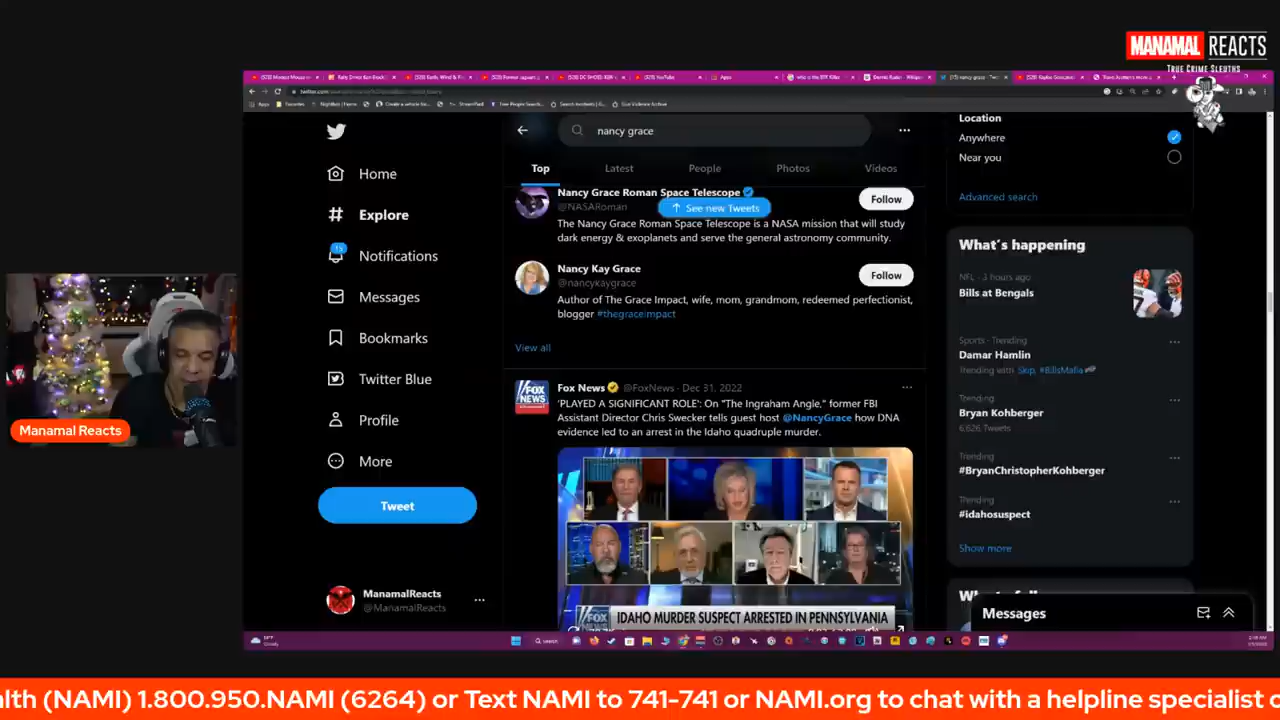 MANAMAL REACTS
TRUE CRIME SLEUTHS
nancy grace
Home
Explore
15
Notifications
Messages
Bookmarks
Twitter Blue
Profile
More
Tweet
ManamalReacts
@ManamalReacts
Top
Latest
People
Photos
Videos
Nancy Grace Roman Space Telescope
@NASARoman
Follow
See new Tweets
The Nancy Grace Roman Space Telescope is a NASA mission that will study
dark energy & exoplanets and serve the general astronomy community.
Nancy Kay Grace
@nancykaygrace
Follow
Author of The Grace Impact, wife, mom, grandmom, redeemed perfectionist,
blogger #thegraceimpact
View all
Fox News @FoxNews · Dec 31, 2022
'PLAYED A SIGNIFICANT ROLE': On "The Ingraham Angle," former FBI
Assistant Director Chris Swecker tells guest host @NancyGrace how DNA
evidence led to an arrest in the Idaho quadruple murder.
FOX NEWS
IDAHO MURDER SUSPECT ARRESTED IN PENNSYLVANIA
Location
Anywhere
Near you
Advanced search
What's happening
NFL · 3 hours ago
Bills at Bengals
Sports · Trending
Damar Hamlin
Trending with Skip, #BillsMafia
Trending
Bryan Kohberger
6,626 Tweets
Trending
#BryanChristopherKohberger
Trending
#idahosuspect
Show more
Messages
Manamal Reacts
lth (NAMI) 1.800.950.NAMI (6264) or Text NAMI to 741-741 or NAMI.org to chat with a helpline specialist